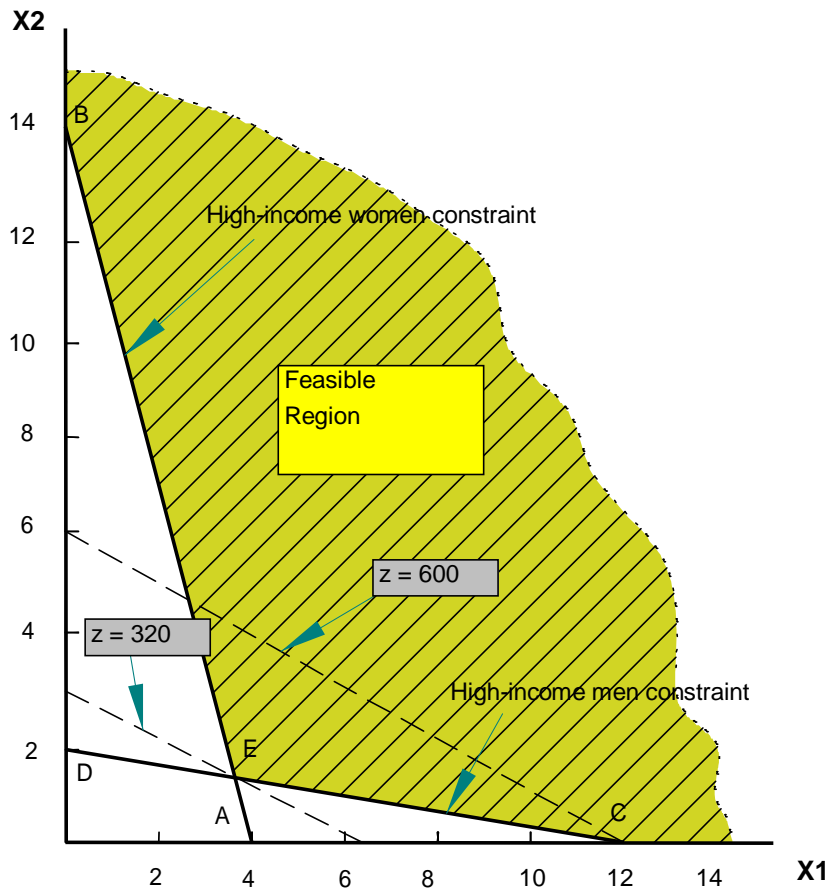 X2
B
14
High-income women constraint
12
10
Feasible
Region
8
6
z = 600
4
z = 320
High-income men constraint
E
2
D
A
C
2
4
6
8
10
12
14
X1